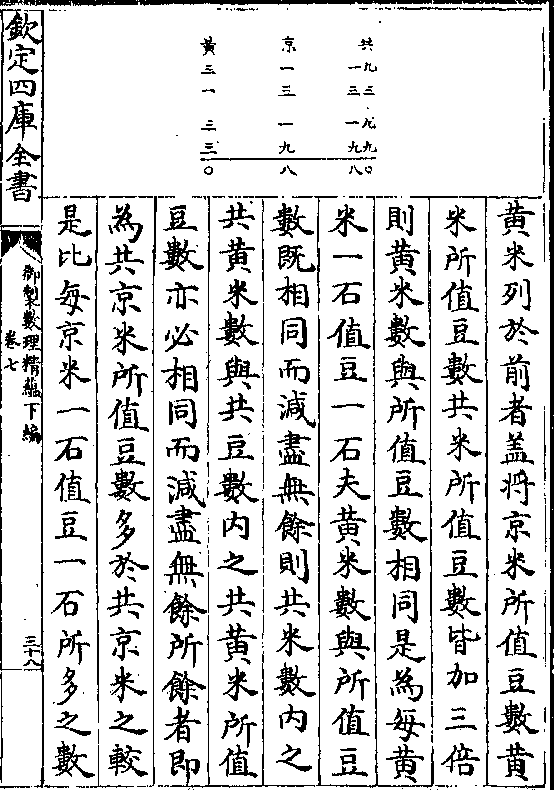 共九三九九〇
一三一九八
京一三一九八
黃三一三三〇
黄米列於前者盖將京米所值豆數黄
米所值豆數共米所值豆數皆加三倍
則黄米數與所值豆數相同是為每黄
米一石值豆一石夫黄米數與所值豆
數既相同而減盡無餘則共米數內之
共黄米數與共豆數內之共黄米所值
豆數亦必相同而減盡無餘所餘者即
為共京米所值豆數多於共京米之較
是比每京米一石值豆一石所多之數
欽定四庫全書
御製數理精蘊下編
卷七
三十八